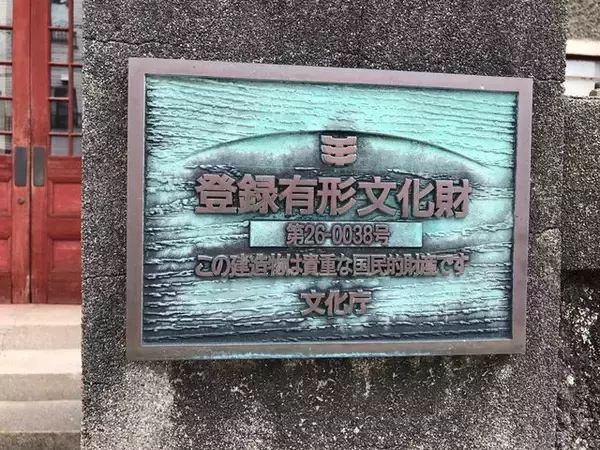 登録有形文化財
第26-0038号
この建造物は貴重な国民的財産です
文化庁